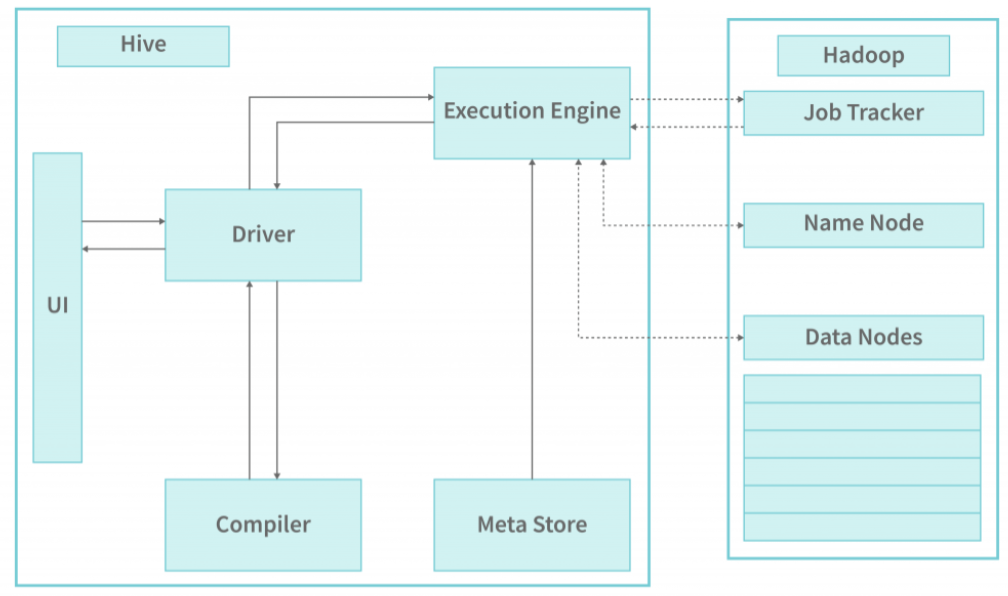 Hive
Hadoop
Execution Engine
Job Tracker
Driver
Name Node
UI
Data Nodes
Compiler
Meta Store